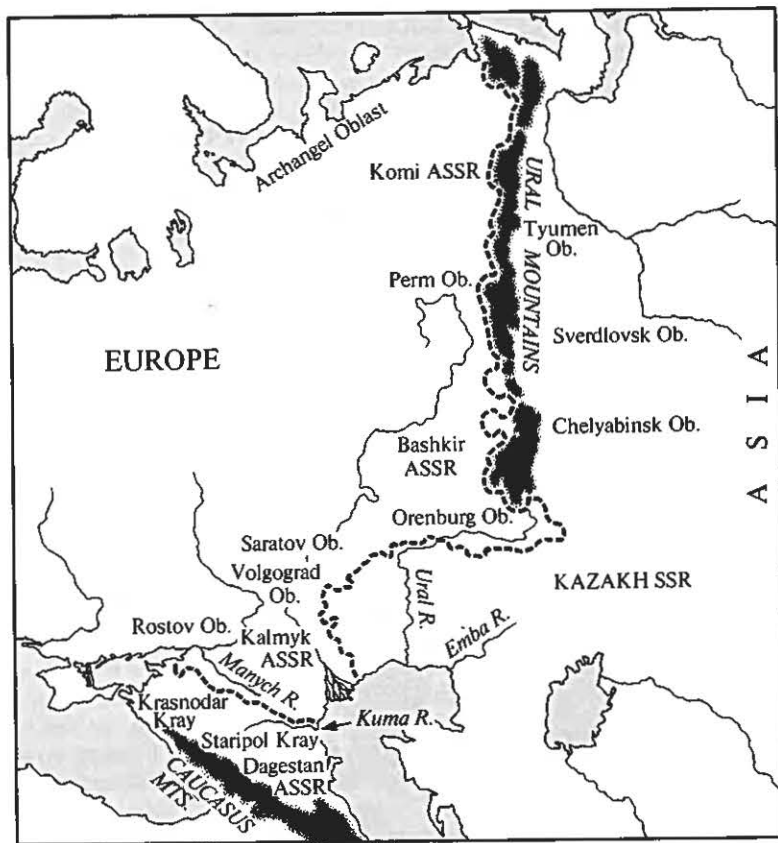 Archangel Oblast
Komi ASSR
URAL
MOUNTAINS
Tyumen
Ob.
Perm Ob.
Sverdlovsk Ob.
EUROPE
ASIA
Chelyabinsk Ob.
Bashkir
ASSR
Orenburg Ob.
Saratov Ob.
Volgograd
Ob.
KAZAKH SSR
Ural R.
Emba R.
Rostov Ob.
Kalmyk
ASSR
Manych R.
Krasnodar
Kray
Kuma R.
Staripol Kray
Dagestan
ASSR
CAUCASUS
MTS.